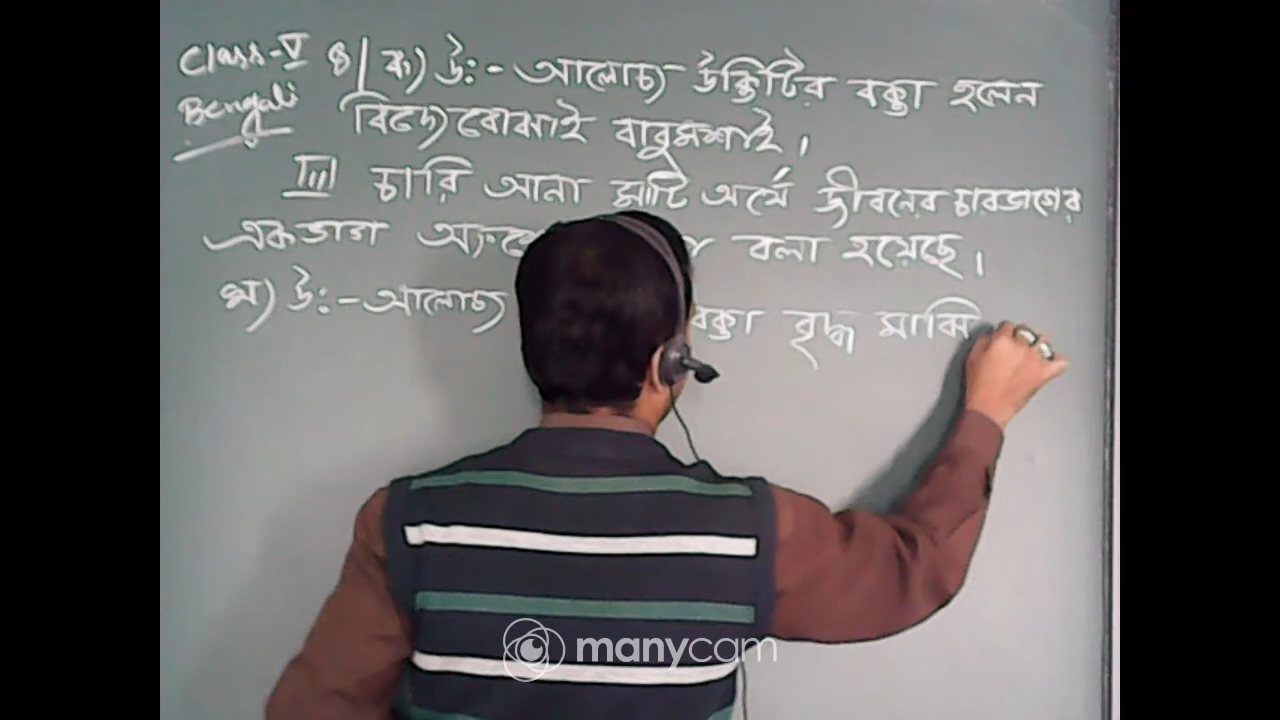 Class-V ৪| ক) উঃ- আলোচ্য উক্তিটির বক্তা হলেন
Bengali বিদ্যেবোঝাই বাবুমশাই।
III চারি আনা মাটি অর্থে জীবনের চারভাগের
একভাগ বলা হয়েছে।
খ) উঃ- আলোচ্য বক্তা বৃদ্ধ মাঝি
manycam